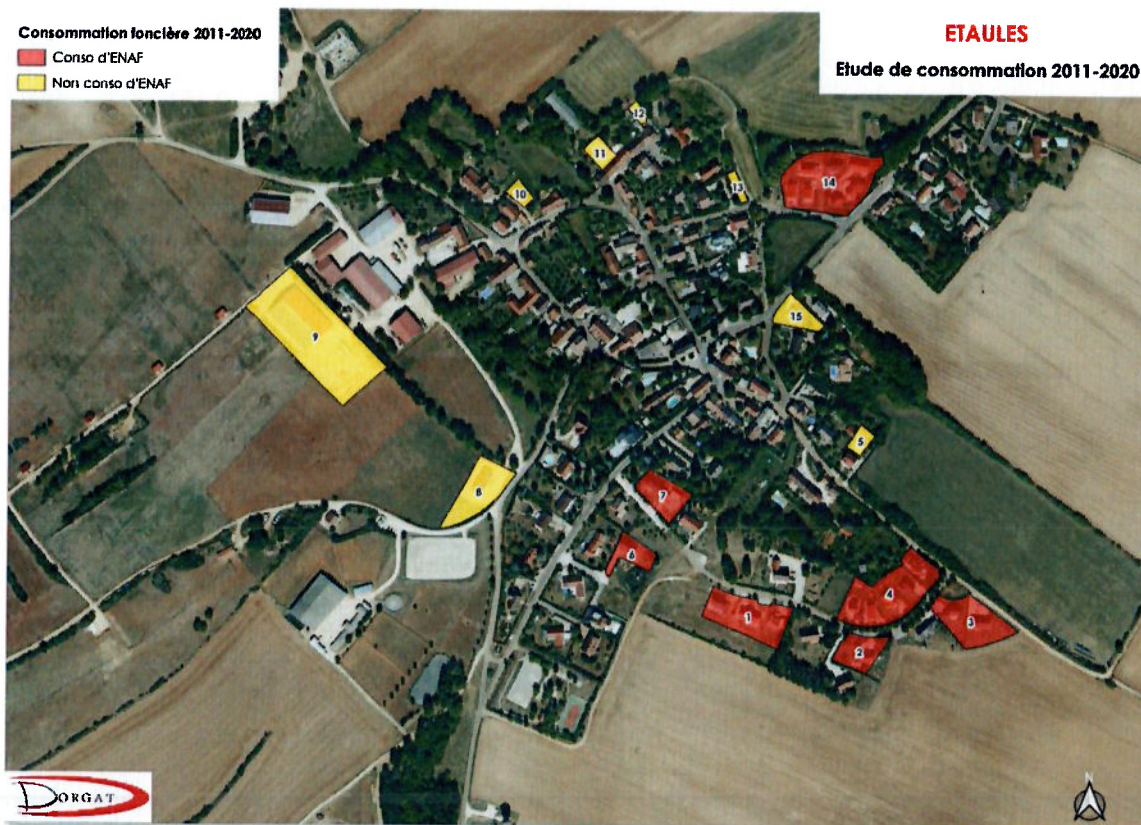 Consommation foncière 2011-2020
Conso d'ENAF
Non conso d'ENAF
ETAULES
Etude de consommation 2011-2020
12
11
10
13
14
9
15
5
8
7
6
4
1
3
2
DORGAT
N